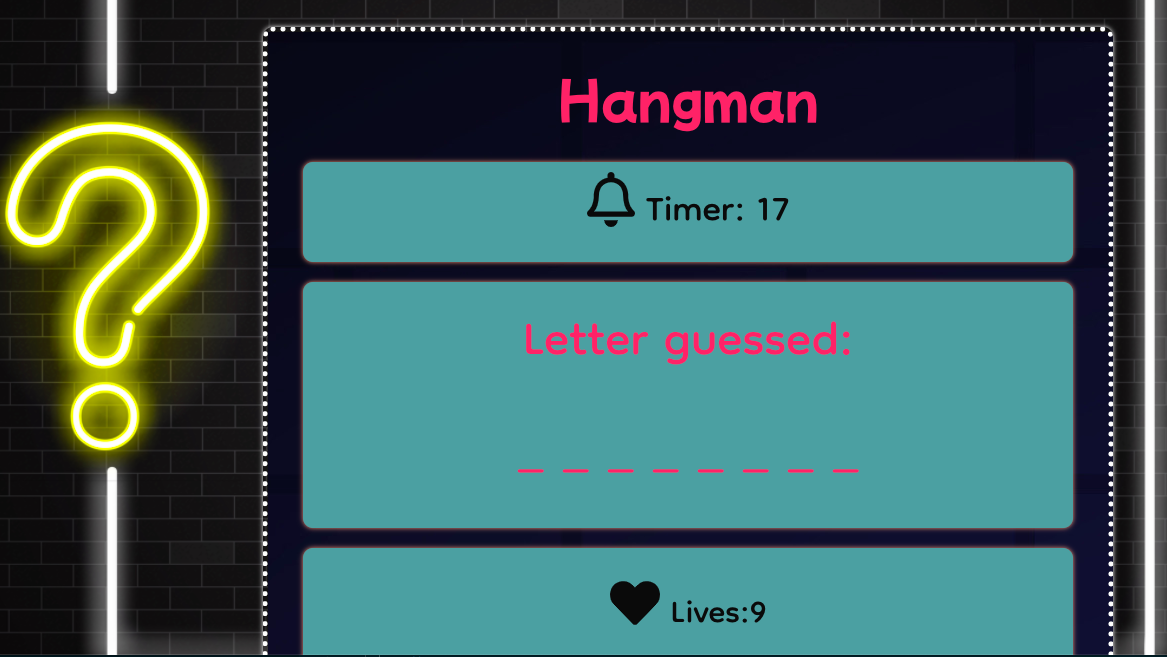 Hangman
Timer: 17
Letter guessed:
_ _ _ _ _ _ _ _
Lives:9